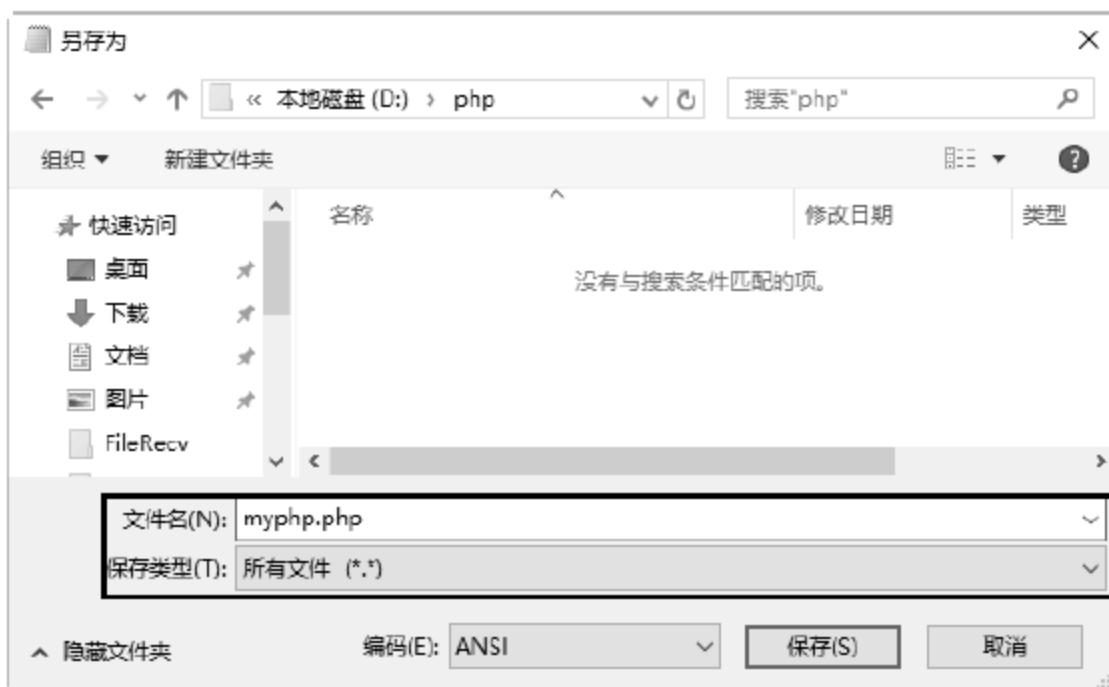 另存为
« 本地磁盘 (D:) › php
搜索"php"
组织 新建文件夹
名称 修改日期 类型
快速访问
没有与搜索条件匹配的项。
桌面
下载
文档
图片
FileRecv
文件名(N): myphp.php
保存类型(T): 所有文件 (*.*)
隐藏文件夹 编码(E): ANSI 保存(S) 取消